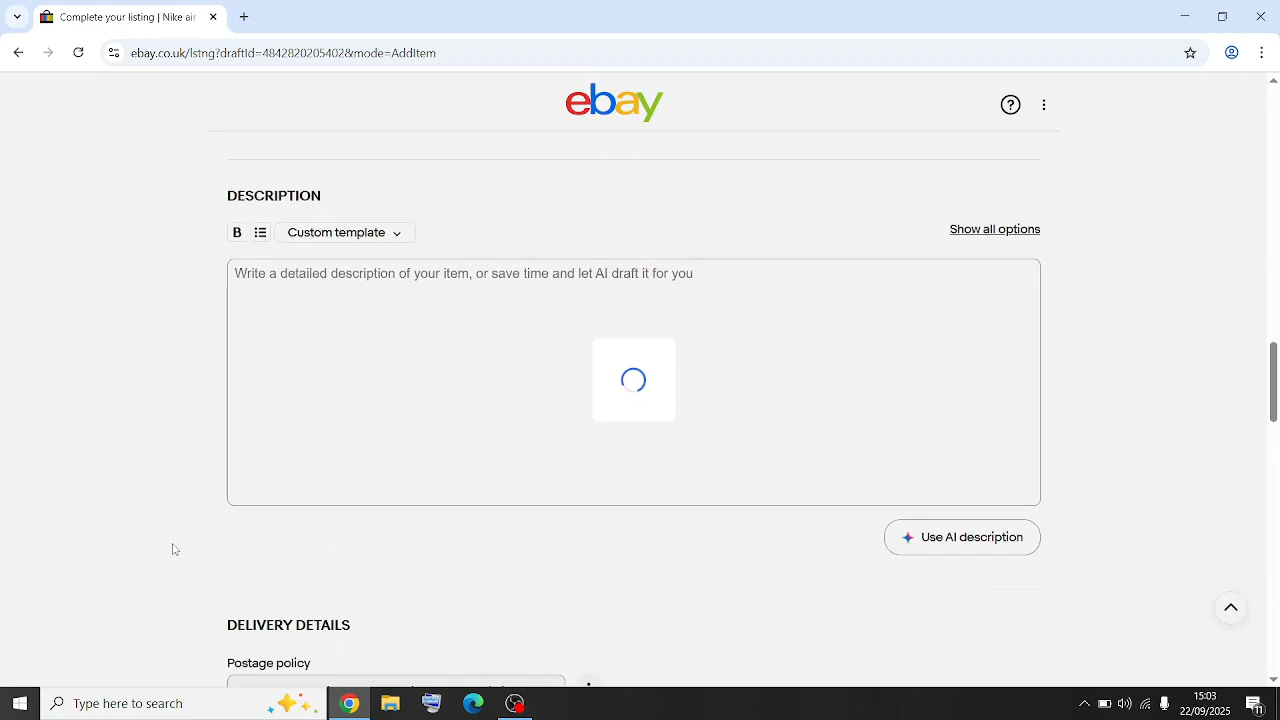 Complete your listing | Nike air
ebay.co.uk/lstng?draftId=4842820205402&mode=AddItem
ebay
DESCRIPTION
B
Custom template
Show all options
Write a detailed description of your item, or save time and let AI draft it for you
Use AI description
DELIVERY DETAILS
Postage policy
Type here to search
15:03
22/09/2025
11